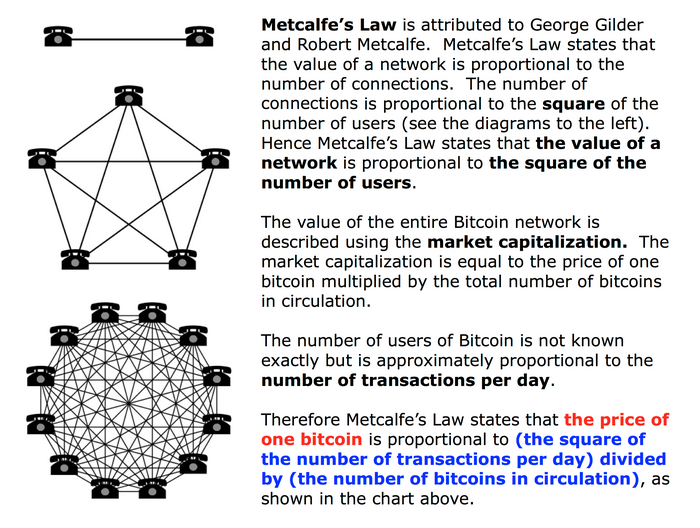 Metcalfe's Law is attributed to George Gilder
and Robert Metcalfe.  Metcalfe's Law states that
the value of a network is proportional to the
number of connections.  The number of
connections is proportional to the square of the
number of users (see the diagrams to the left).
Hence Metcalfe's Law states that the value of a
network is proportional to the square of the
number of users.
The value of the entire Bitcoin network is
described using the market capitalization.  The
market capitalization is equal to the price of one
bitcoin multiplied by the total number of bitcoins
in circulation.
The number of users of Bitcoin is not known
exactly but is approximately proportional to the
number of transactions per day.
Therefore Metcalfe's Law states that the price of
one bitcoin is proportional to (the square of
the number of transactions per day) divided
by (the number of bitcoins in circulation), as
shown in the chart above.